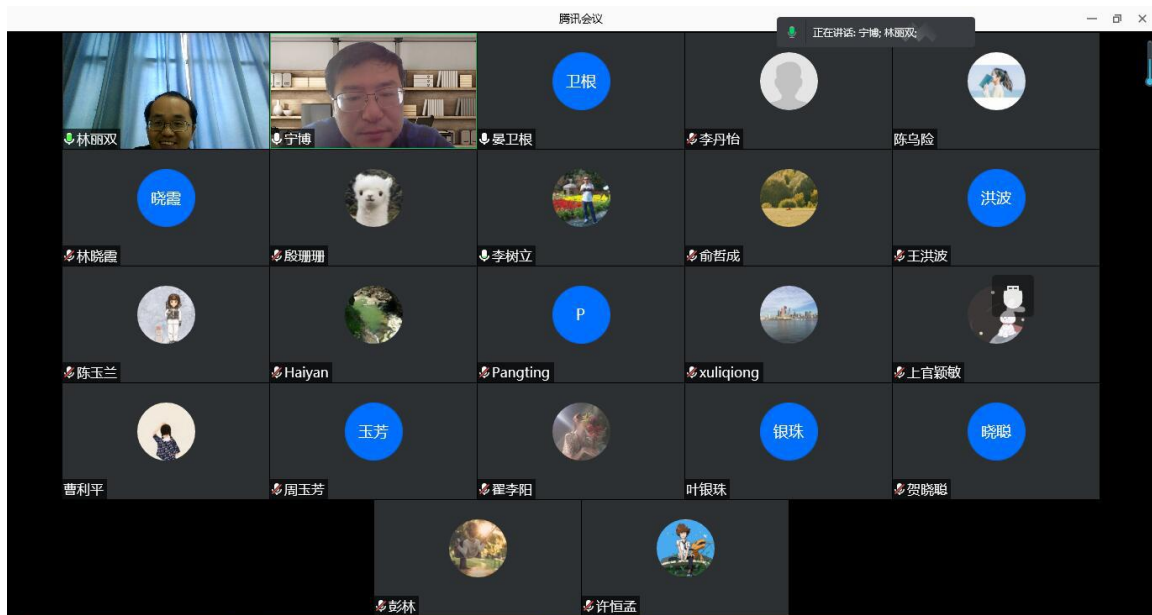 腾讯会议
正在讲话: 宁博; 林丽双;
林丽双
宁博
卫根
晏卫根
李丹怡
陈乌险
晓霞
林晓霞
殷珊珊
李树立
俞哲成
洪波
王洪波
陈玉兰
Haiyan
P
Pangting
xuliqiong
上官颖敏
曹利平
玉芳
周玉芳
翟李阳
银珠
叶银珠
晓聪
贺晓聪
彭林
许恒孟